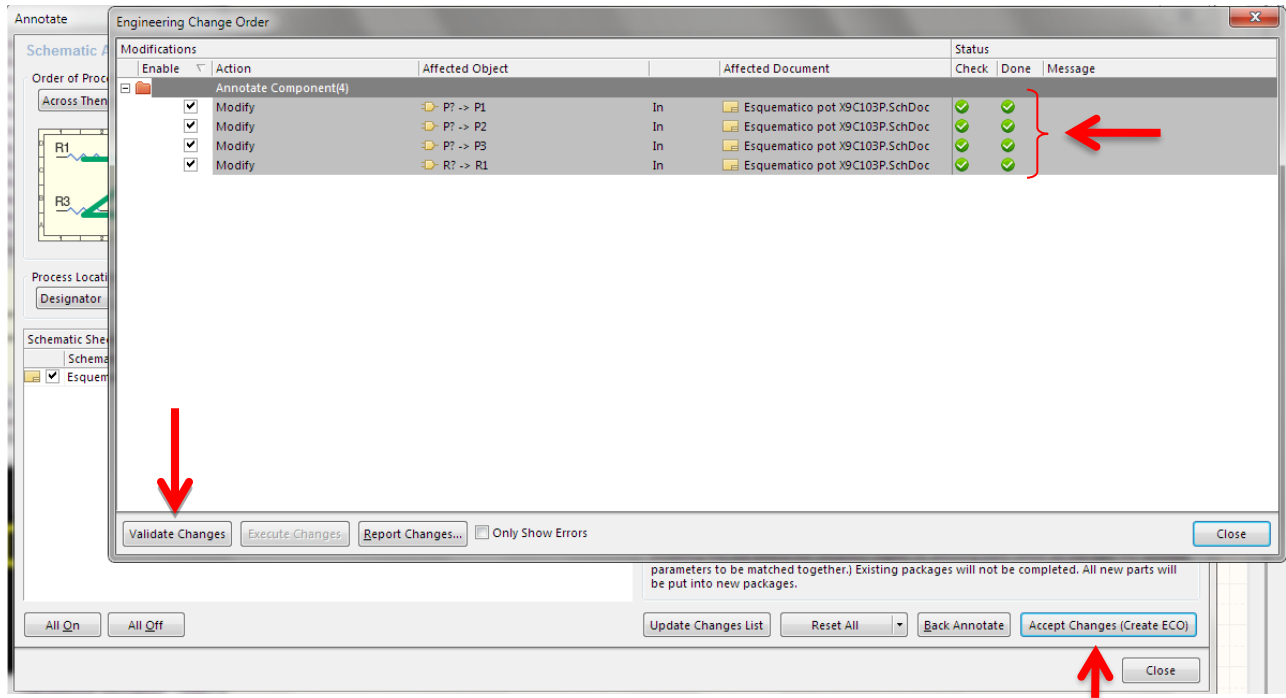 Annotate
Engineering Change Order
Schematic A
Modifications Status
Enable Action Affected Object Affected Document Check Done Message
Order of Proc
Annotate Component(4)
Across Then
Modify P? -> P1 In Esquematico pot X9C103P.SchDoc
Modify P? -> P2 In Esquematico pot X9C103P.SchDoc
Modify P? -> P3 In Esquematico pot X9C103P.SchDoc
Modify R? -> R1 In Esquematico pot X9C103P.SchDoc
R1
R3
Process Locati
Designator
Schematic She
Schema
Esquem
Validate Changes Execute Changes Report Changes... Only Show Errors Close
parameters to be matched together.) Existing packages will not be completed. All new parts will
be put into new packages.
All On All Off Update Changes List Reset All Back Annotate Accept Changes (Create ECO)
Close